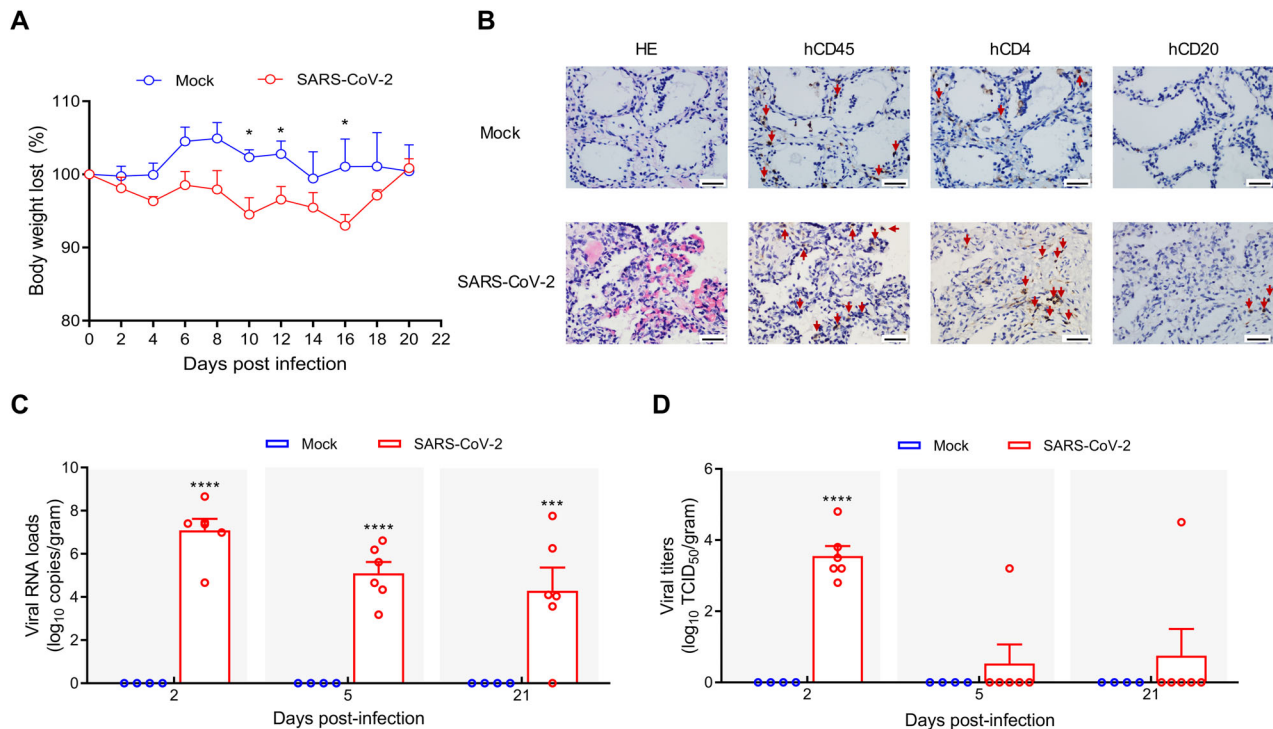 A
Mock
SARS-CoV-2
Body weight lost (%)
110
100
90
80
0 2 4 6 8 10 12 14 16 18 20 22
* * *
Days post infection
B
HE hCD45 hCD4 hCD20
Mock
SARS-CoV-2
C
Mock
SARS-CoV-2
Viral RNA loads
(log10 copies/gram)
10
8
6
4
2
0
****
****
***
2 5 21
Days post-infection
D
Mock
SARS-CoV-2
Viral titers
(log10 TCID50/gram)
6
4
2
0
****
2 5 21
Days post-infection